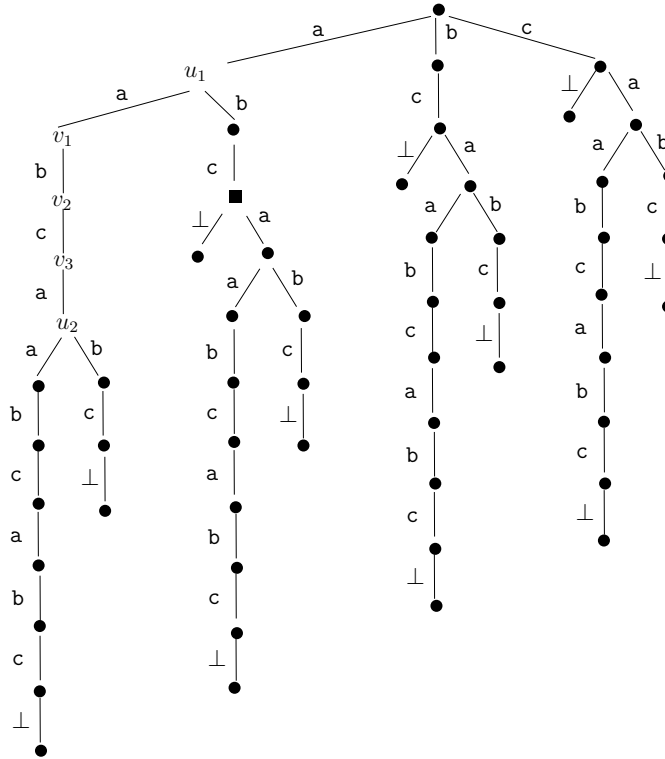 a b c
u₁ ⊥ a
a b c a b
v₁ ⊥ a b c
b c a b c ⊥
v₂ ⊥ a b c
c a b c a
v₃ a b ⊥ b
a b c a c
u₂ c ⊥ b ⊥
a b a c
b c b ⊥
c ⊥ c
a ⊥
b
c
⊥